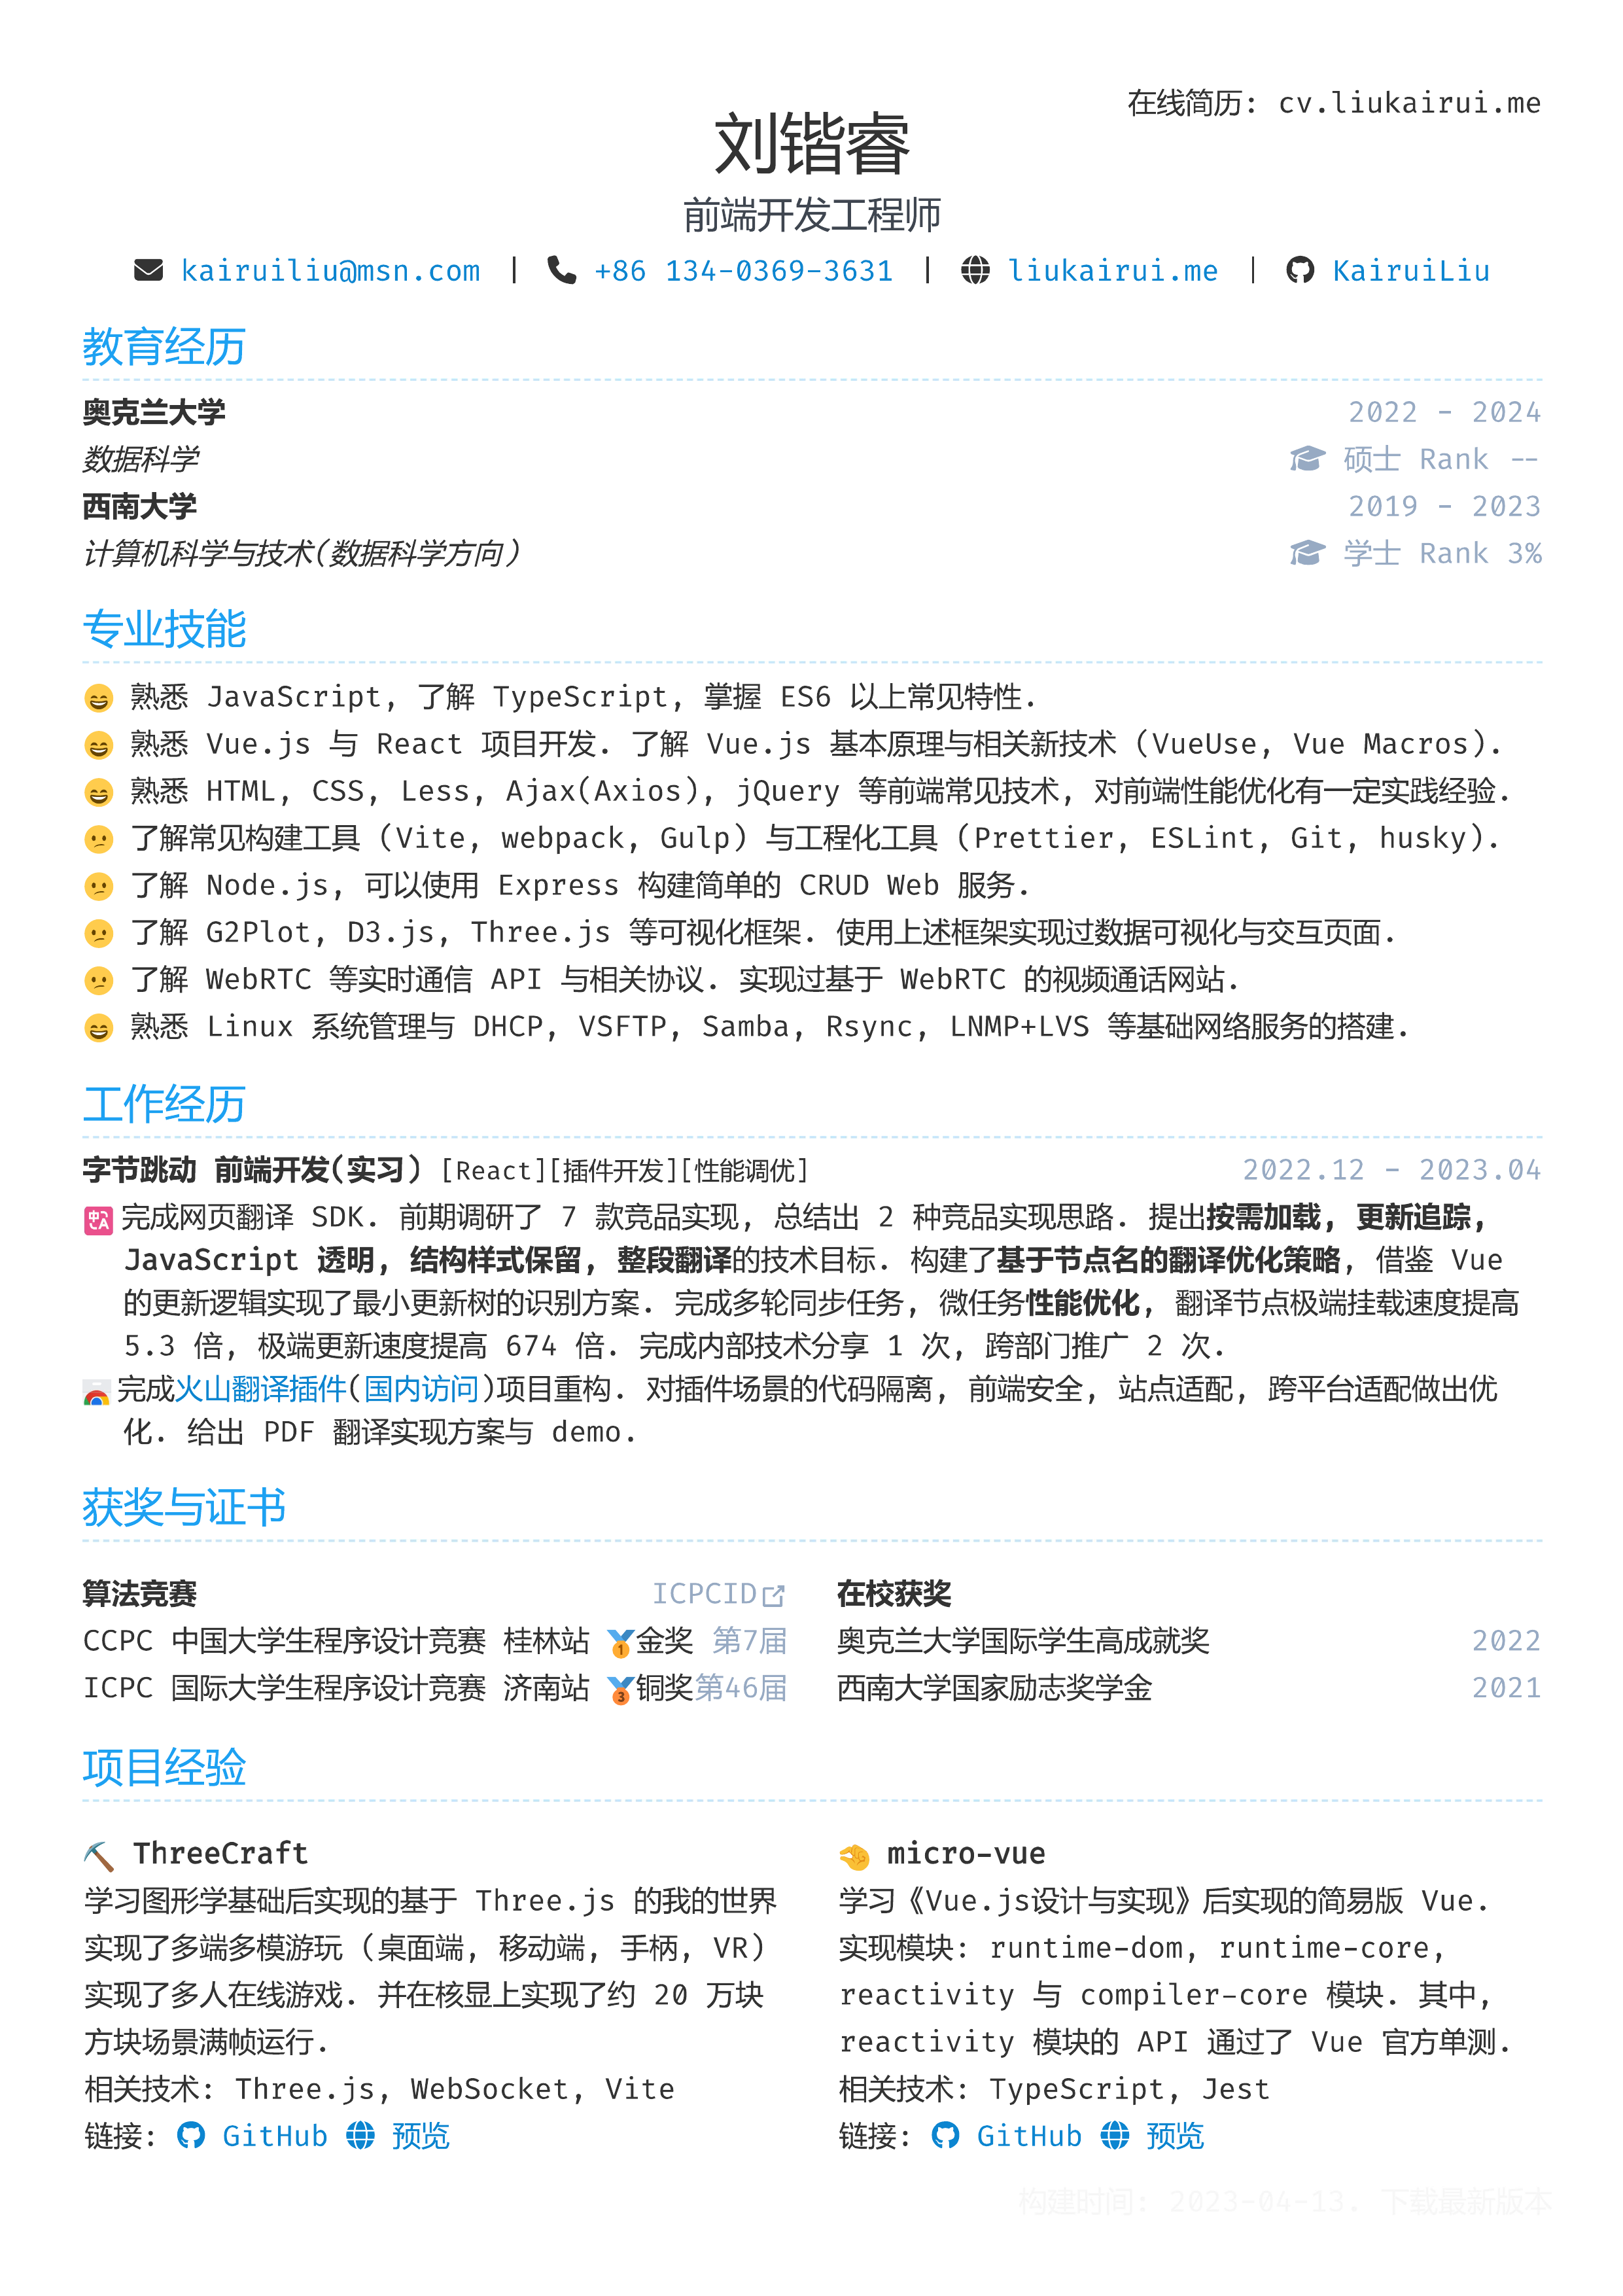 在线简历: cv.liukairui.me
刘锴睿
前端开发工程师
kairuiliu@msn.com | +86 134-0369-3631 | liukairui.me | KairuiLiu
教育经历
奥克兰大学 2022 - 2024
数据科学 硕士 Rank --
西南大学 2019 - 2023
计算机科学与技术(数据科学方向) 学士 Rank 3%
专业技能
熟悉 JavaScript, 了解 TypeScript, 掌握 ES6 以上常见特性.
熟悉 Vue.js 与 React 项目开发. 了解 Vue.js 基本原理与相关新技术 (VueUse, Vue Macros).
熟悉 HTML, CSS, Less, Ajax(Axios), jQuery 等前端常见技术, 对前端性能优化有一定实践经验.
了解常见构建工具 (Vite, webpack, Gulp) 与工程化工具 (Prettier, ESLint, Git, husky).
了解 Node.js, 可以使用 Express 构建简单的 CRUD Web 服务.
了解 G2Plot, D3.js, Three.js 等可视化框架. 使用上述框架实现过数据可视化与交互页面.
了解 WebRTC 等实时通信 API 与相关协议. 实现过基于 WebRTC 的视频通话网站.
熟悉 Linux 系统管理与 DHCP, VSFTP, Samba, Rsync, LNMP+LVS 等基础网络服务的搭建.
工作经历
字节跳动 前端开发(实习) [React][插件开发][性能调优] 2022.12 - 2023.04
完成网页翻译 SDK. 前期调研了 7 款竞品实现, 总结出 2 种竞品实现思路. 提出按需加载, 更新追踪,
JavaScript 透明, 结构样式保留, 整段翻译的技术目标. 构建了基于节点名的翻译优化策略, 借鉴 Vue
的更新逻辑实现了最小更新树的识别方案. 完成多轮同步任务, 微任务性能优化, 翻译节点极端挂载速度提高
5.3 倍, 极端更新速度提高 674 倍. 完成内部技术分享 1 次, 跨部门推广 2 次.
完成火山翻译插件(国内访问)项目重构. 对插件场景的代码隔离, 前端安全, 站点适配, 跨平台适配做出优
化. 给出 PDF 翻译实现方案与 demo.
获奖与证书
算法竞赛 ICPCID
CCPC 中国大学生程序设计竞赛 桂林站 🥇金奖 第7届
ICPC 国际大学生程序设计竞赛 济南站 🥉铜奖第46届
在校获奖
奥克兰大学国际学生高成就奖 2022
西南大学国家励志奖学金 2021
项目经验
ThreeCraft
学习图形学基础后实现的基于 Three.js 的我的世界
实现了多端多模游玩 (桌面端, 移动端, 手柄, VR)
实现了多人在线游戏. 并在核显上实现了约 20 万块
方块场景满帧运行.
相关技术: Three.js, WebSocket, Vite
链接: GitHub 预览
micro-vue
学习《Vue.js设计与实现》后实现的简易版 Vue.
实现模块: runtime-dom, runtime-core,
reactivity 与 compiler-core 模块. 其中,
reactivity 模块的 API 通过了 Vue 官方单测.
相关技术: TypeScript, Jest
链接: GitHub 预览
构建时间: 2023-04-13. 下载最新版本